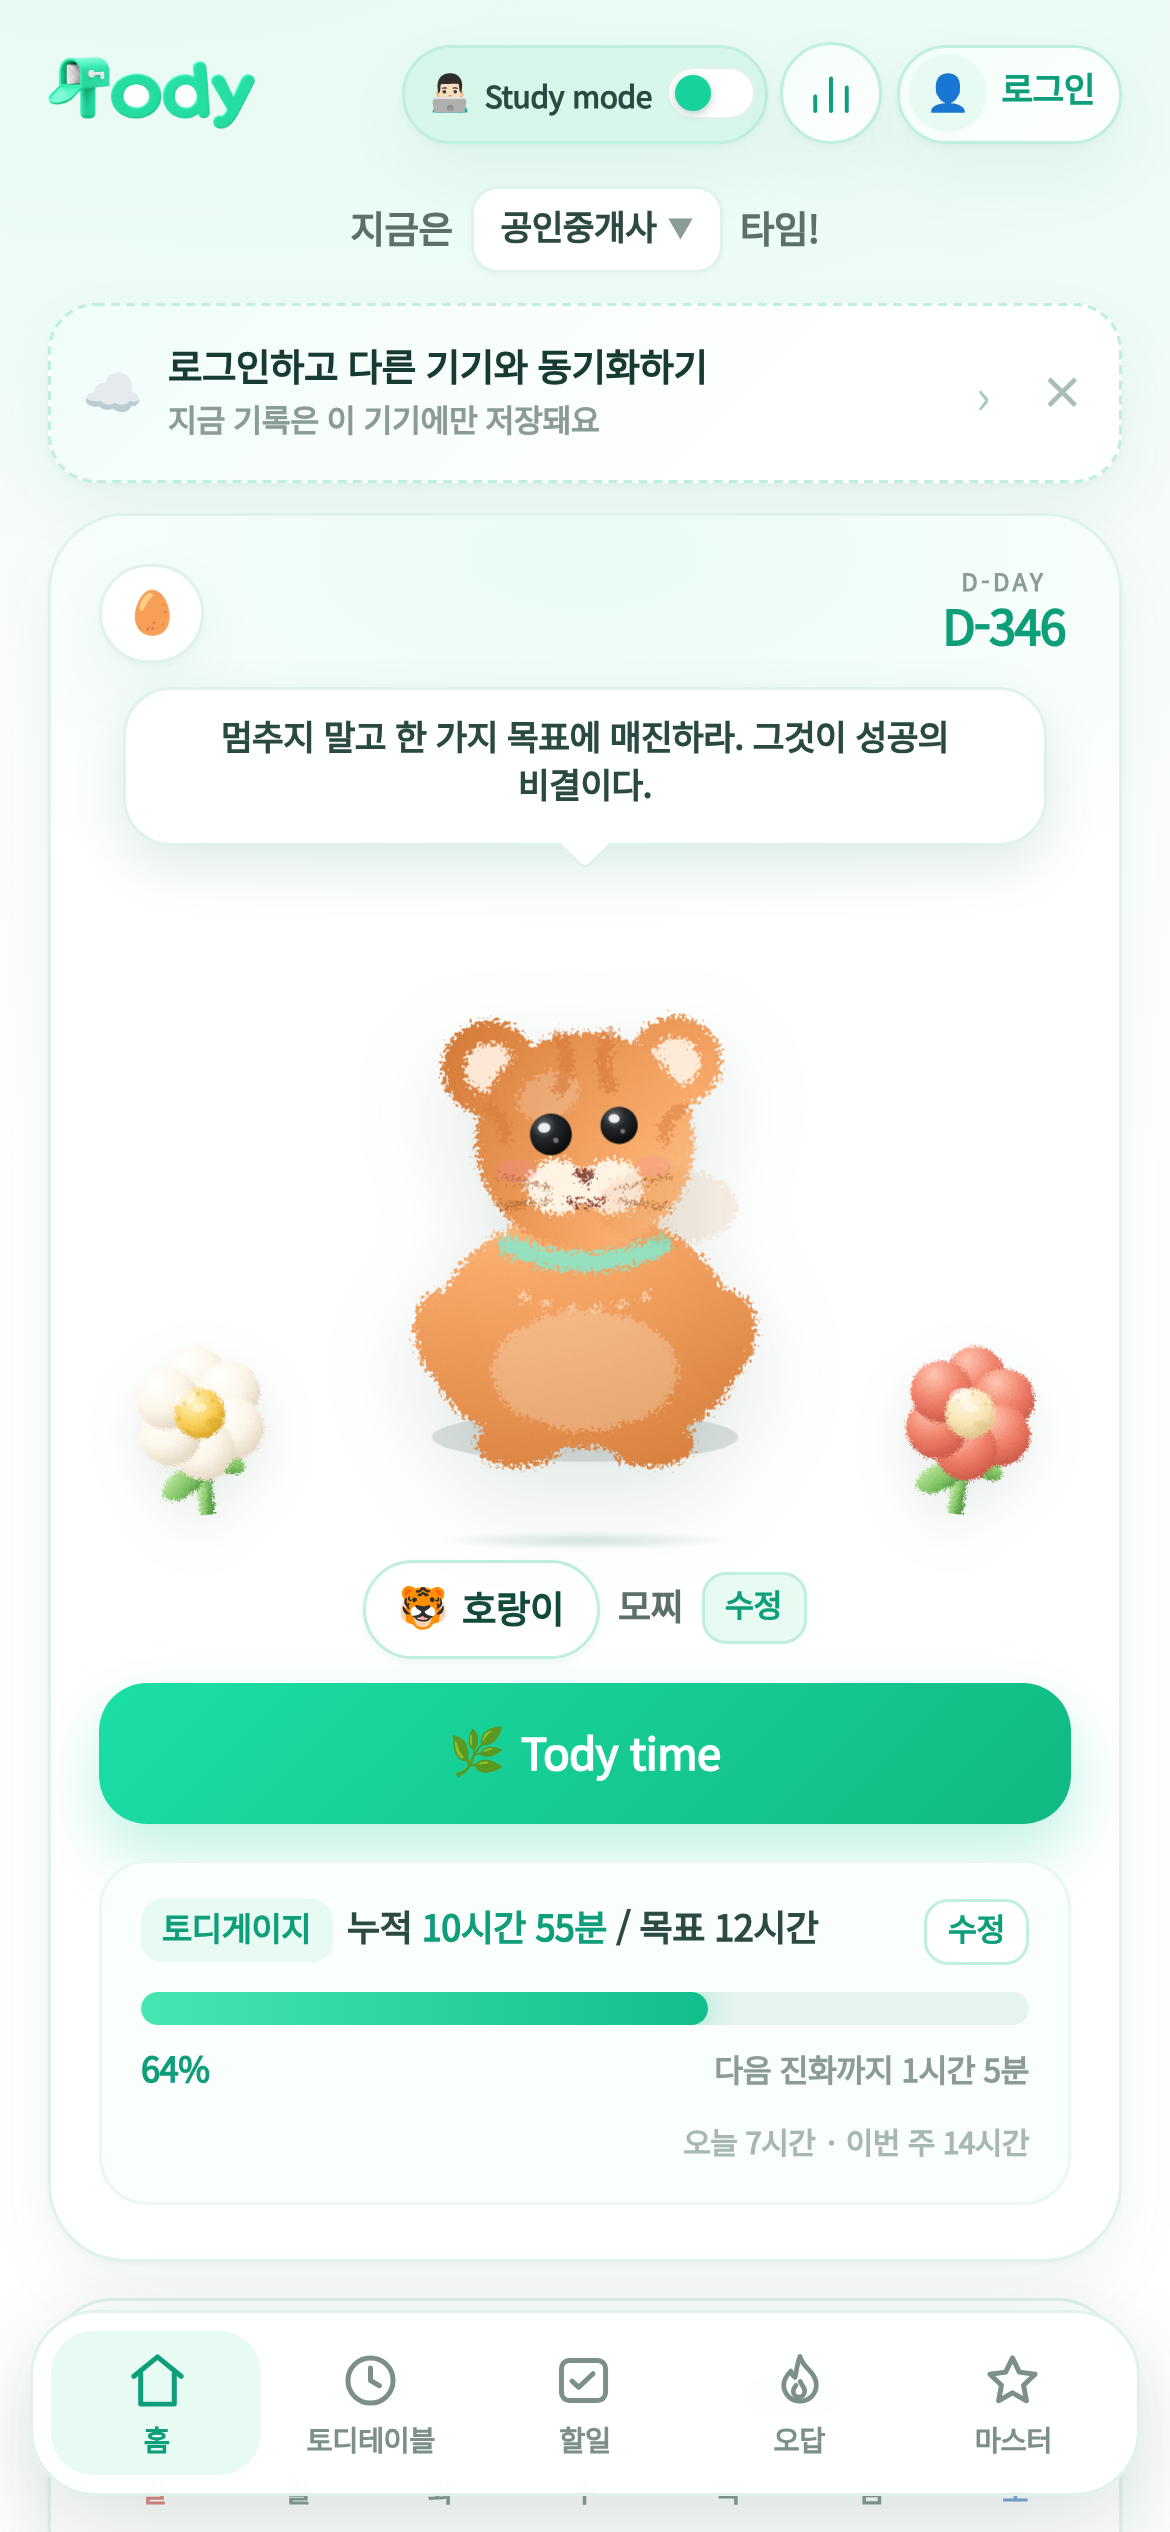 Tody
Study mode
로그인
지금은 공인중개사 ▼ 타임!
로그인하고 다른 기기와 동기화하기
지금 기록은 이 기기에만 저장돼요
D-DAY
D-346
멈추지 말고 한 가지 목표에 매진하라. 그것이 성공의
비결이다.
호랑이 모찌 수정
Tody time
토디게이지 누적 10시간 55분 / 목표 12시간 수정
64% 다음 진화까지 1시간 5분
오늘 7시간 · 이번 주 14시간
홈 토디테이블 할일 오답 마스터